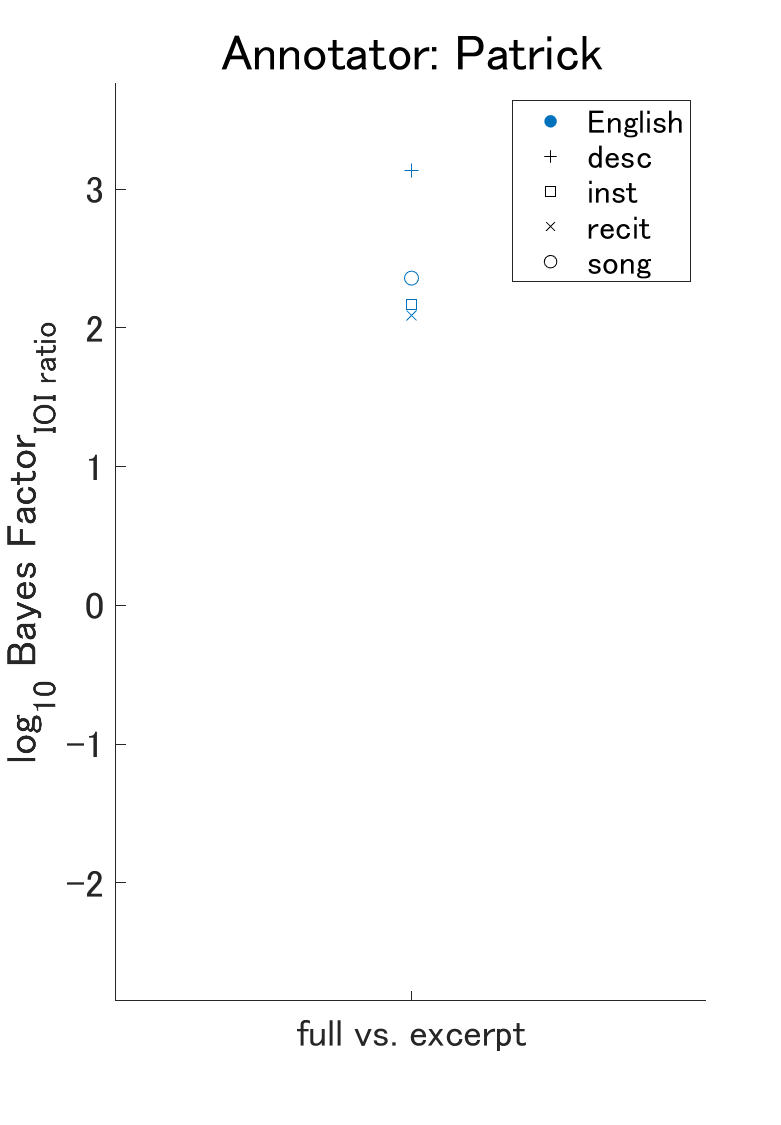 Annotator: Patrick
English
desc
inst
recit
song
log10 Bayes FactorIOI ratio
3
2
1
0
−1
−2
full vs. excerpt